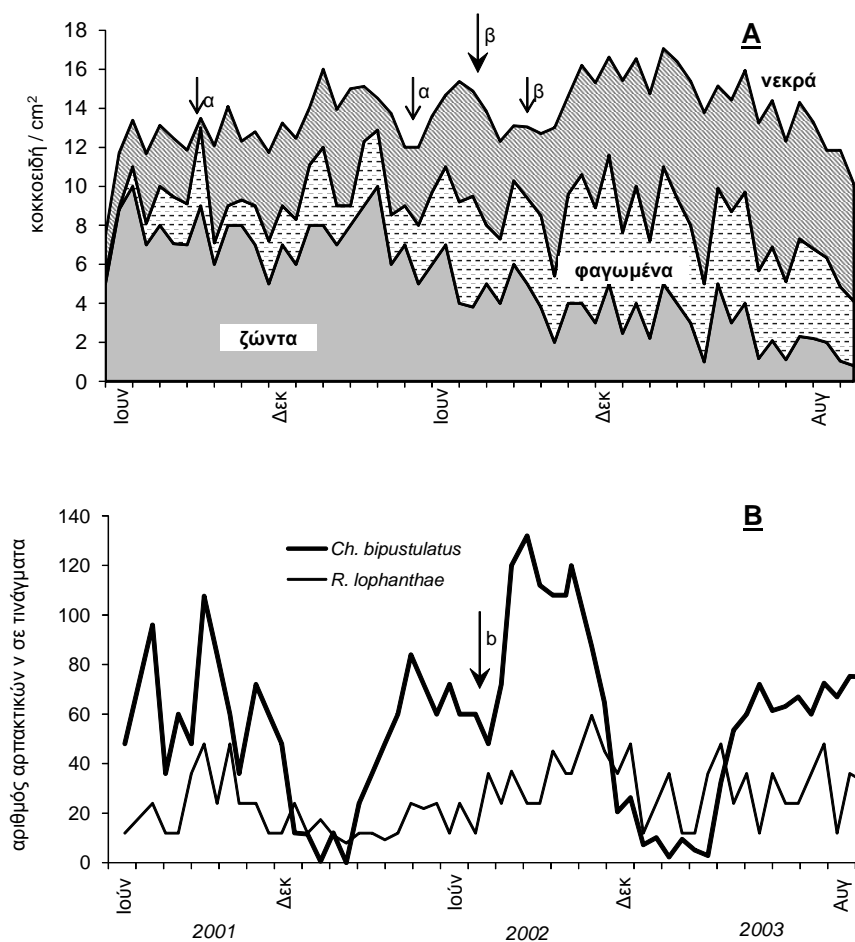 18
16
14
12
10
8
6
4
2
0
κοκκοειδή / cm²
A
α
α
β
β
νεκρά
φαγωμένα
ζώντα
Ιουν
Δεκ
Ιουν
Δεκ
Αυγ
140
120
100
80
60
40
20
0
αριθμός αρπακτικών ν σε τινάγματα
B
Ch. bipustulatus
R. lophanthae
b
Ιούν
Δεκ
Ιούν
Δεκ
Αυγ
2001
2002
2003